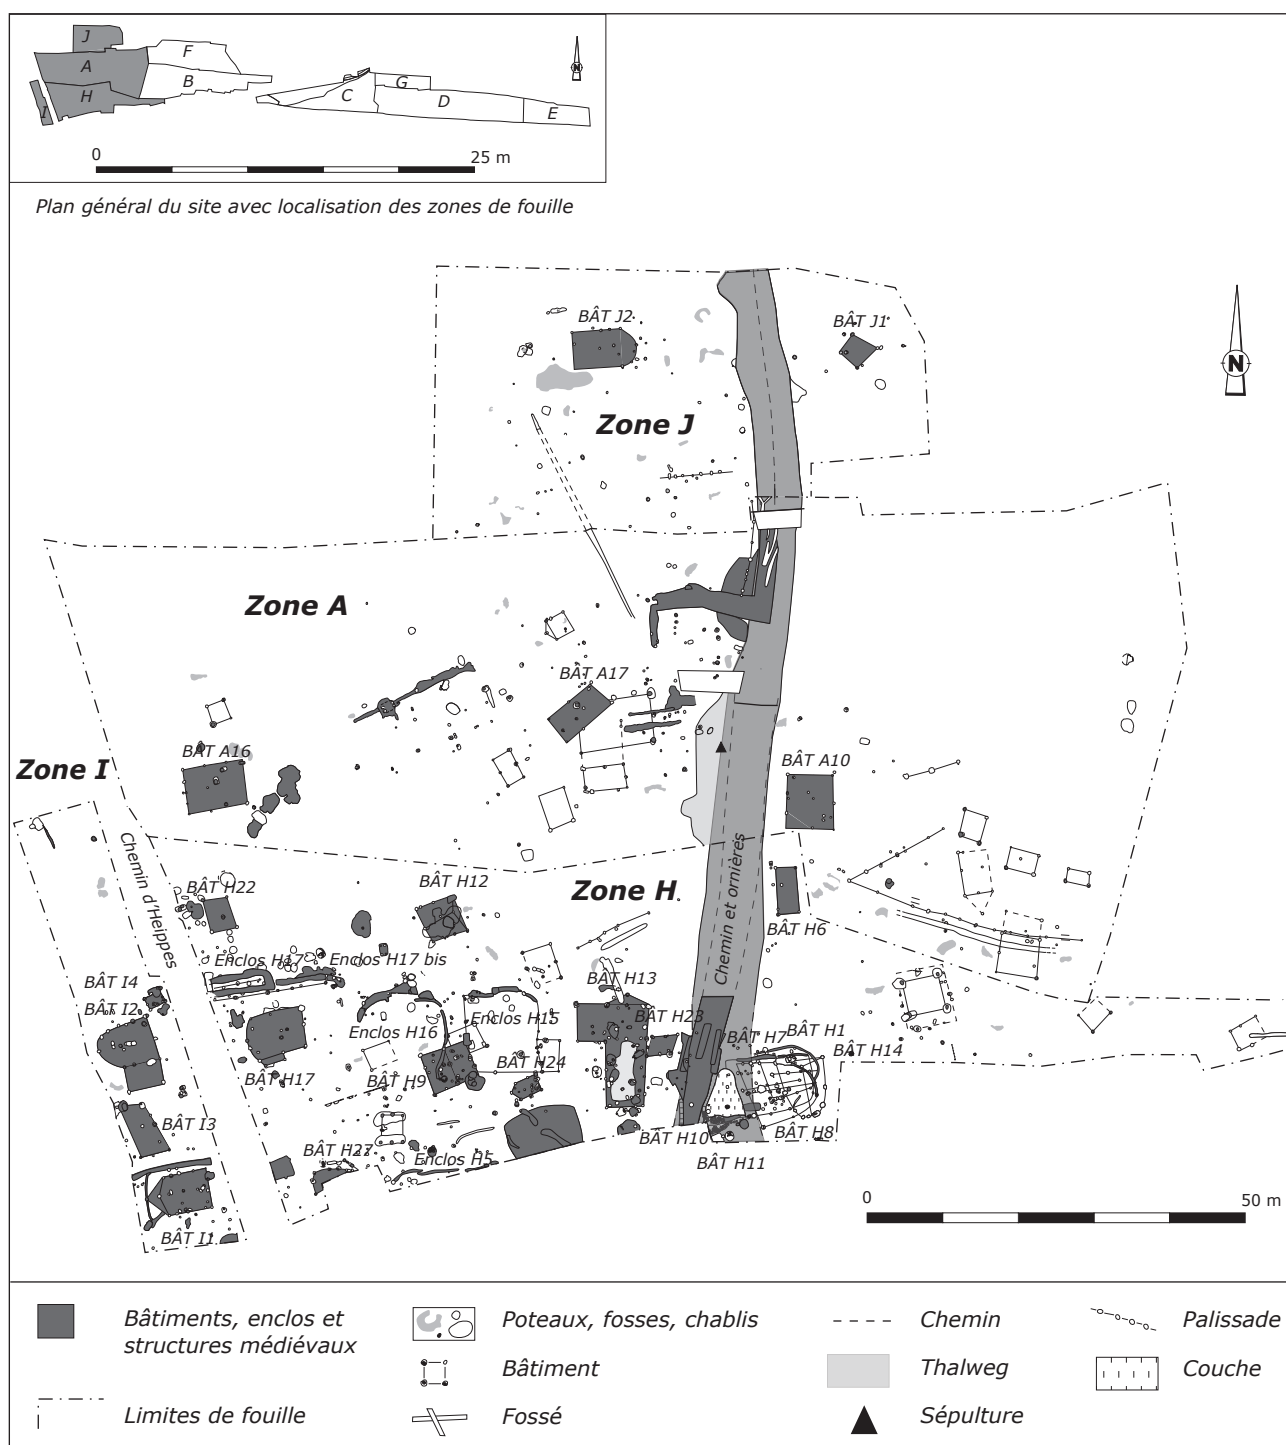 J
A
H
I
F
B
C
G
D
E
N
0 25 m
Plan général du site avec localisation des zones de fouille
N
BÂT J2
BÂT J1
Zone J
Zone A
BÂT A17
BÂT A16
BÂT A10
Zone I
Chemin d'Heippes
Chemin et ornières
Zone H
BÂT H22
BÂT H12
BÂT H6
Enclos H17
Enclos H17 bis
BÂT I4
BÂT I2
BÂT H13
Enclos H16
Enclos H15
BÂT H23
BÂT H7
BÂT H1
BÂT H14
BÂT H24
BÂT H17
BÂT H9
BÂT I3
BÂT H27
Enclos H5
BÂT H10
BÂT H8
BÂT H11
BÂT I1
0 50 m
Bâtiments, enclos et
structures médiévaux
Limites de fouille
Poteaux, fosses, chablis
Bâtiment
Fossé
Chemin
Thalweg
Sépulture
Palissade
Couche